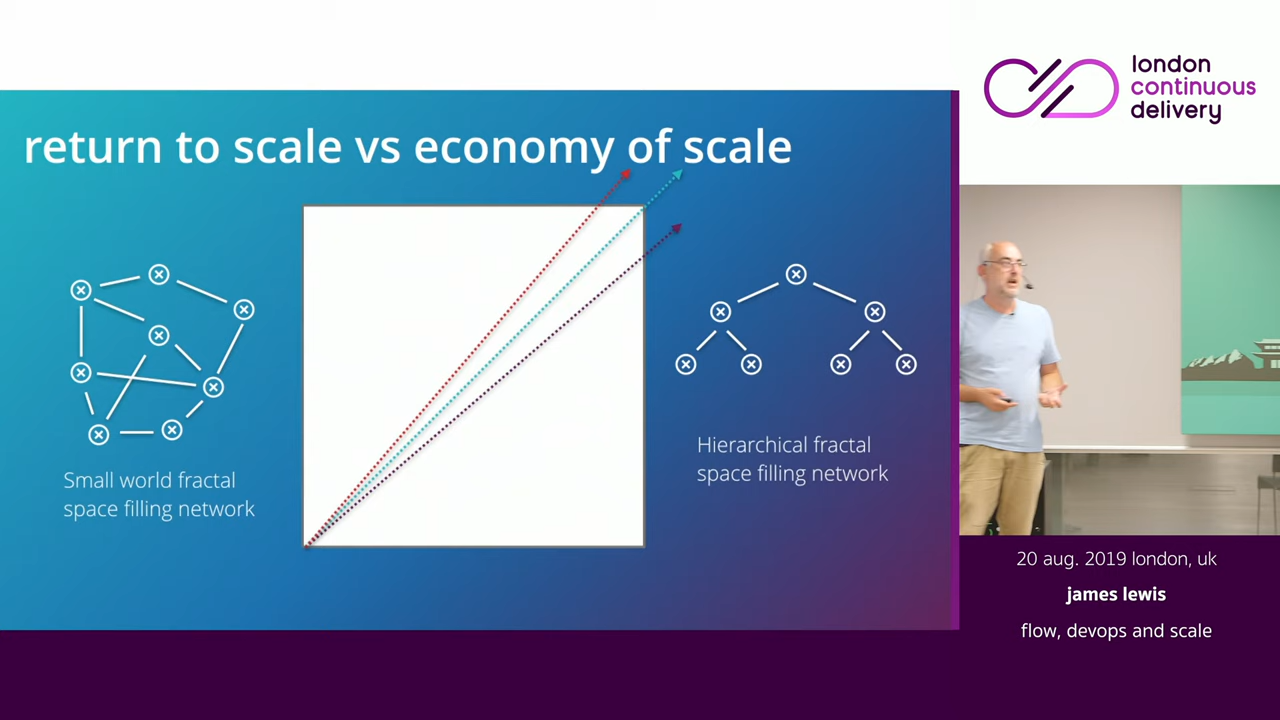 return to scale vs economy of scale
Small world fractal
space filling network
Hierarchical fractal
space filling network
london
continuous
delivery
20 aug. 2019 london, uk
james lewis
flow, devops and scale